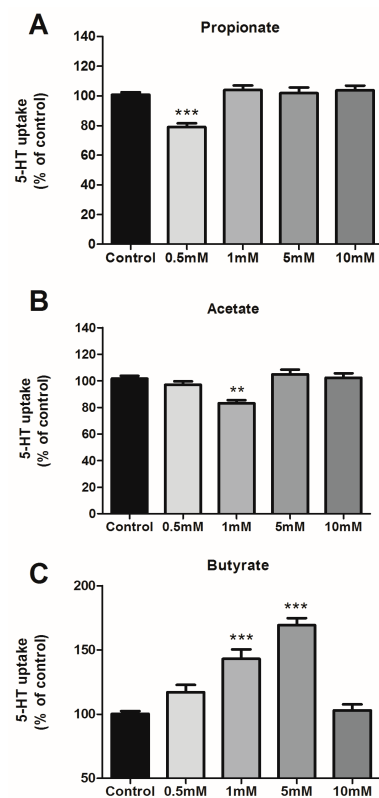 A
Propionate
5-HT uptake
(% of control)
140
120
100
80
60
40
20
0
***
Control 0.5mM 1mM 5mM 10mM
B
Acetate
5-HT uptake
(% of control)
140
120
100
80
60
40
20
0
**
Control 0.5mM 1mM 5mM 10mM
C
Butyrate
5-HT uptake
(% of control)
200
150
100
50
***
***
Control 0.5mM 1mM 5mM 10mM